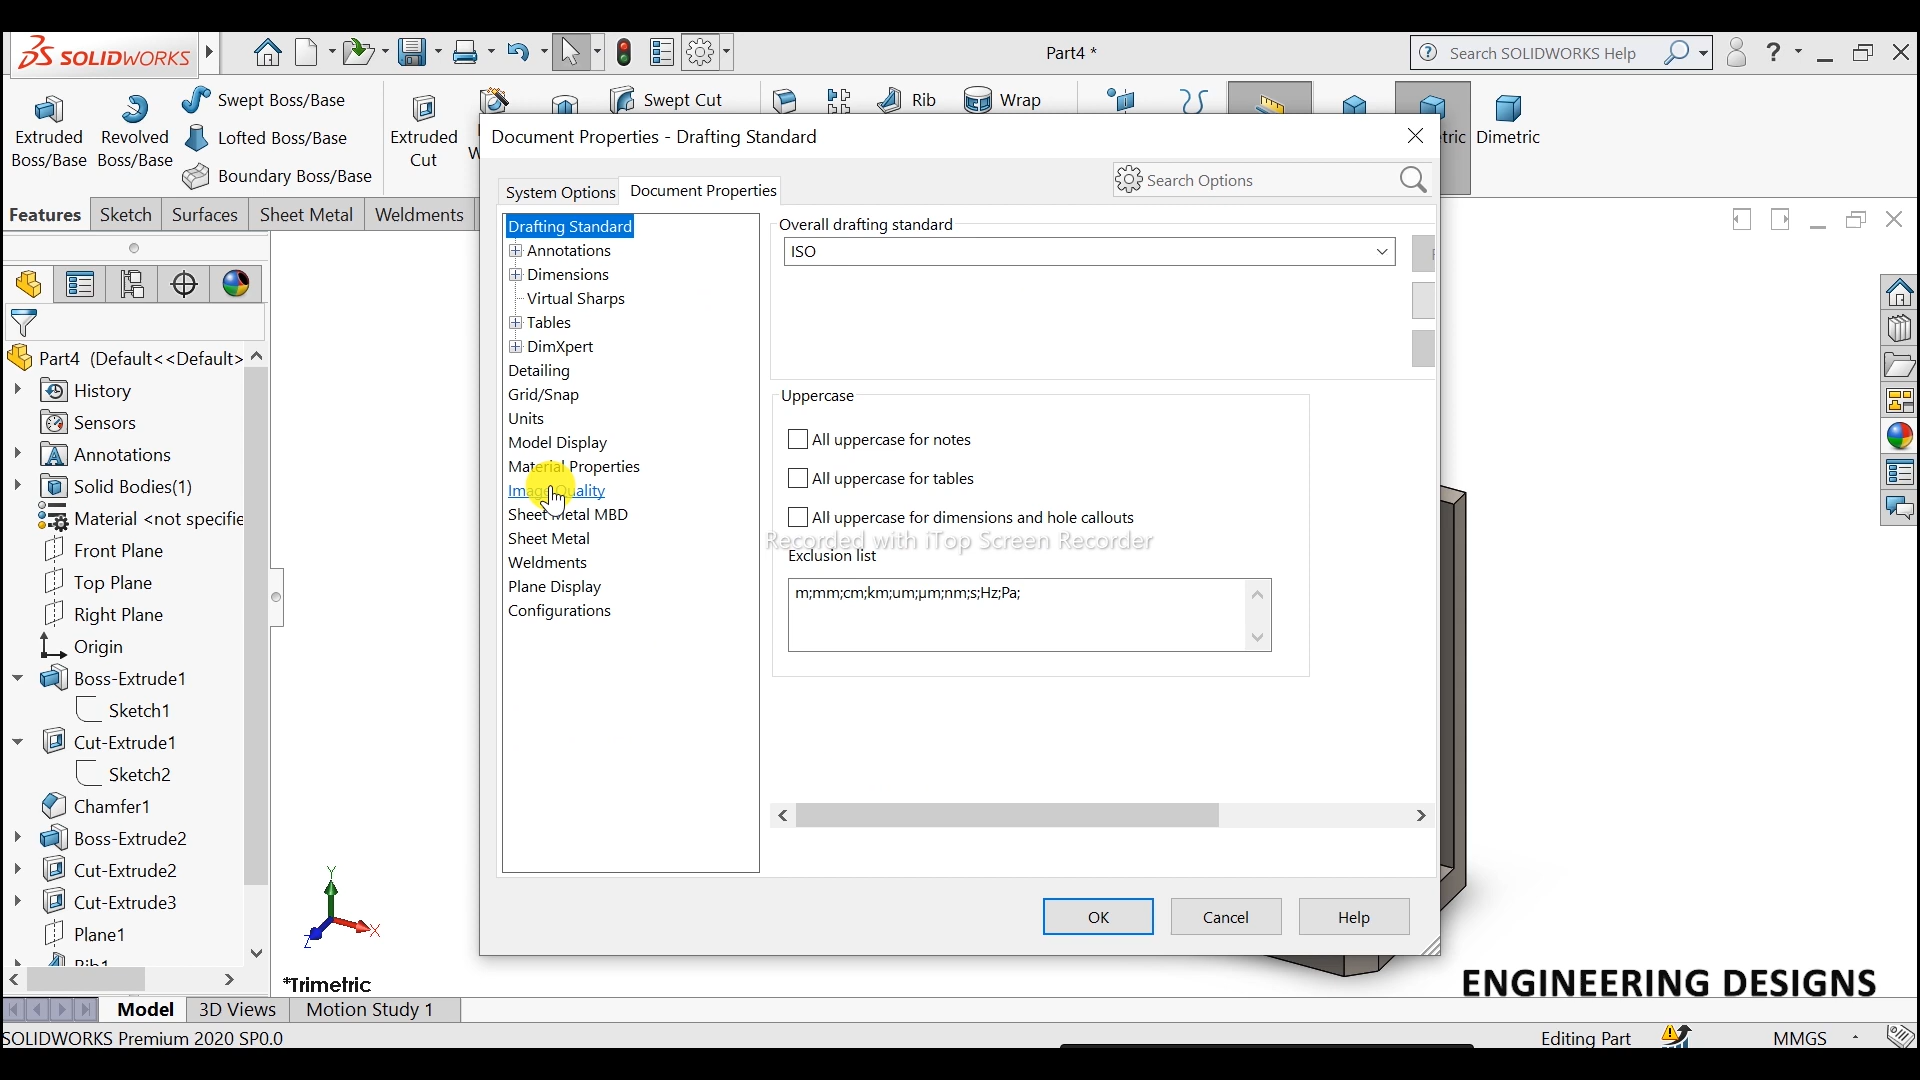 SOLIDWORKS
Part4 *
Search SOLIDWORKS Help
?
Extruded Boss/Base
Revolved Boss/Base
Swept Boss/Base
Lofted Boss/Base
Boundary Boss/Base
Extruded Cut
Swept Cut
Rib
Wrap
Dimetric
Features
Sketch
Surfaces
Sheet Metal
Weldments
Document Properties - Drafting Standard
System Options
Document Properties
Search Options
Drafting Standard
Annotations
Dimensions
Virtual Sharps
Tables
DimXpert
Detailing
Grid/Snap
Units
Model Display
Material Properties
Image Quality
Sheet Metal MBD
Sheet Metal
Weldments
Plane Display
Configurations
Overall drafting standard
ISO
Uppercase
All uppercase for notes
All uppercase for tables
All uppercase for dimensions and hole callouts
Recorded with iTop Screen Recorder
Exclusion list
m;mm;cm;km;um;µm;nm;s;Hz;Pa;
OK
Cancel
Help
Part4 (Default<<Default>
History
Sensors
Annotations
Solid Bodies(1)
Material <not specifie
Front Plane
Top Plane
Right Plane
Origin
Boss-Extrude1
Sketch1
Cut-Extrude1
Sketch2
Chamfer1
Boss-Extrude2
Cut-Extrude2
Cut-Extrude3
Plane1
Rib1
Y
X
Z
*Trimetric
ENGINEERING DESIGNS
Model
3D Views
Motion Study 1
SOLIDWORKS Premium 2020 SP0.0
Editing Part
MMGS